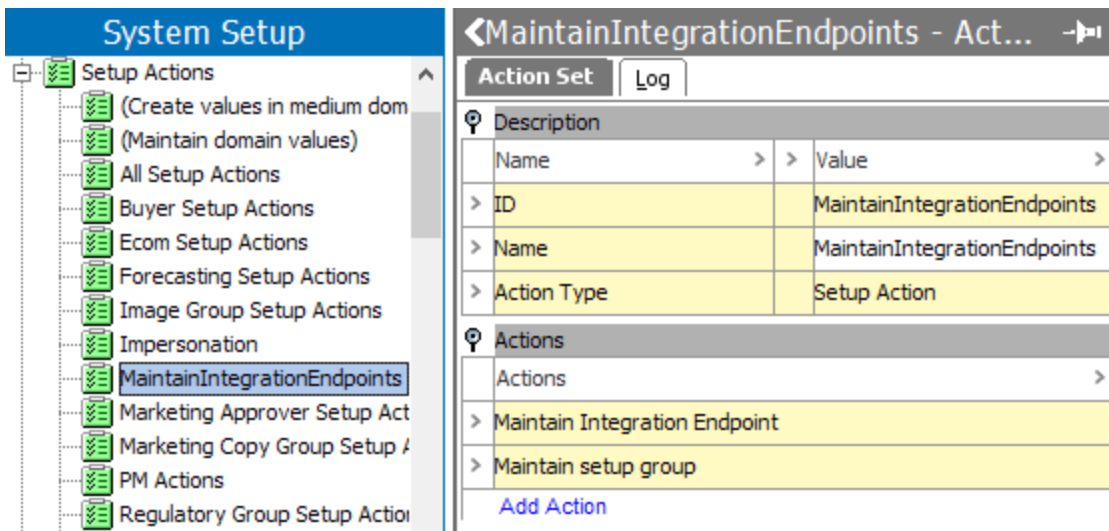 System Setup
Setup Actions
(Create values in medium dom
(Maintain domain values)
All Setup Actions
Buyer Setup Actions
Ecom Setup Actions
Forecasting Setup Actions
Image Group Setup Actions
Impersonation
MaintainIntegrationEndpoints
Marketing Approver Setup Act
Marketing Copy Group Setup A
PM Actions
Regulatory Group Setup Action
MaintainIntegrationEndpoints - Act...
Action Set Log
Description
Name > > Value >
> ID MaintainIntegrationEndpoints
> Name MaintainIntegrationEndpoints
> Action Type Setup Action
Actions
Actions >
> Maintain Integration Endpoint
> Maintain setup group
Add Action